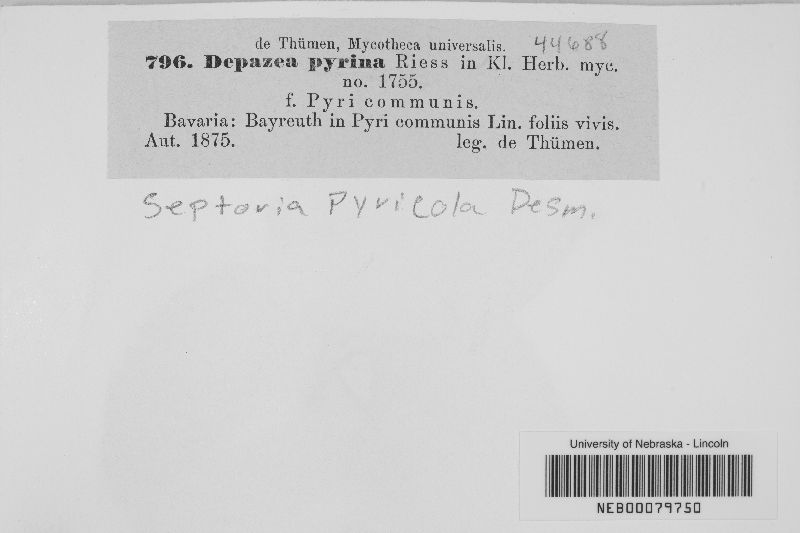 de Thümen, Mycotheca universalis. 44688
796. Depazea pyrina Riess in Kl. Herb. myc.
no. 1755.
f. Pyri communis.
Bavaria: Bayreuth in Pyri communis Lin. foliis vivis.
Aut. 1875. leg. de Thümen.
Septoria Pyricola Desm.
University of Nebraska - Lincoln
NEB00079750